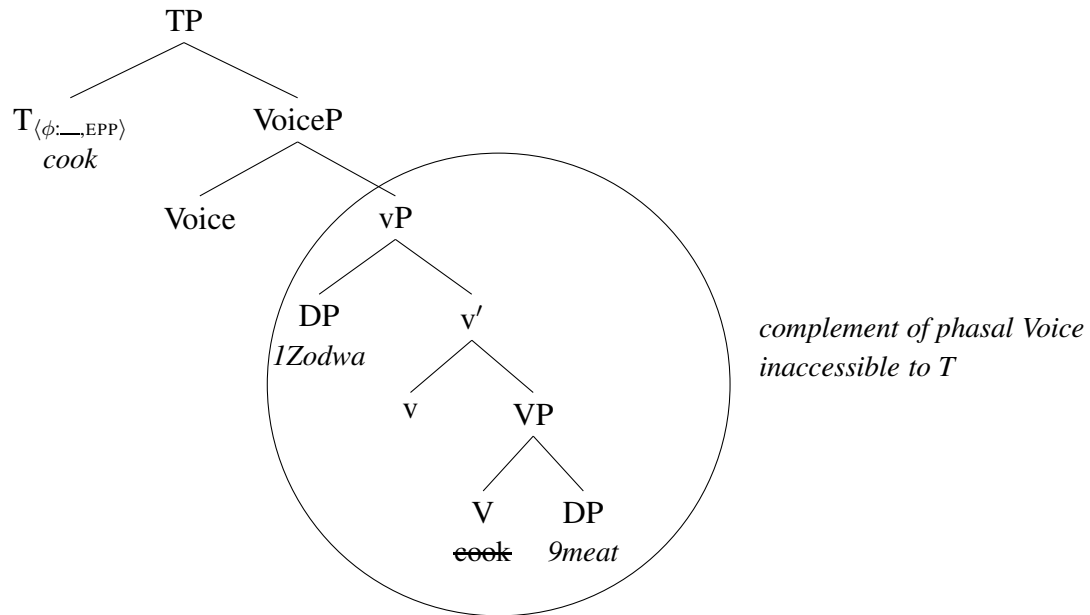 TP
T⟨ϕ:__,EPP⟩ VoiceP
cook
Voice vP
DP v′
1Zodwa
complement of phasal Voice
inaccessible to T
v VP
V DP
cook 9meat